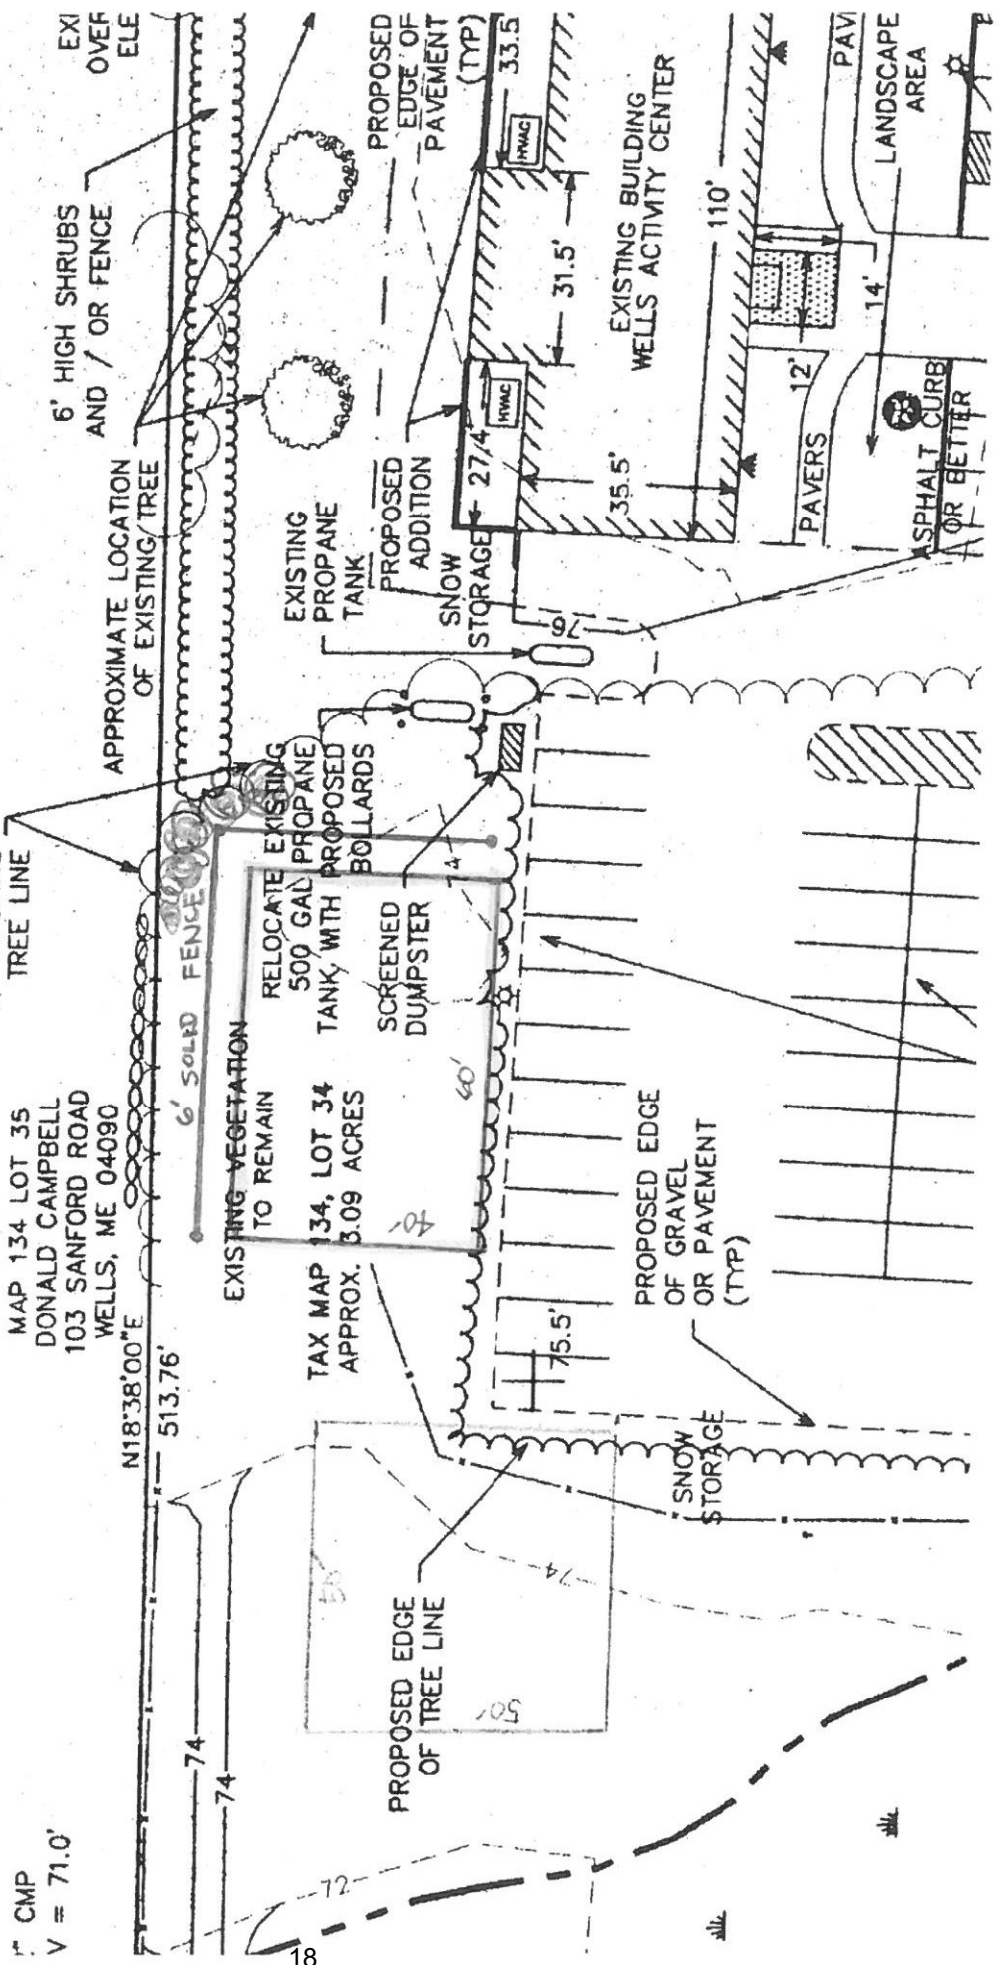 EXI
OVER
ELE
6' HIGH SHRUBS
AND / OR FENCE
APPROXIMATE LOCATION
OF EXISTING TREE
TREE LINE
MAP 134 LOT 35
DONALD CAMPBELL
103 SANFORD ROAD
WELLS, ME 04090
N18°38'00"E
513.76'
CMP
V = 71.0'
74
74
72
6' SOLID FENCE
EXISTING VEGETATION
TO REMAIN
TAX MAP 134, LOT 34
APPROX. 3.09 ACRES
40'
60'
RELOCATE EXISTING
500 GAL PROPANE
TANK, WITH PROPOSED
BOLLARDS
SCREENED
DUMPSTER
74
EXISTING
PROPANE
TANK
PROPOSED
ADDITION
SNOW
STORAGE
76
PROPOSED
EDGE OF
PAVEMENT
(TYP)
33.5
HVAC
HVAC
27.4
31.5'
35.5'
110'
EXISTING BUILDING
WELLS ACTIVITY CENTER
PAVI
LANDSCAPE
AREA
14'
12'
PAVERS
ASPHALT CURB
OR BETTER
PROPOSED EDGE
OF GRAVEL
OR PAVEMENT
(TYP)
75.5'
SNOW
STORAGE
PROPOSED EDGE
OF TREE LINE
50'
50'
74
18